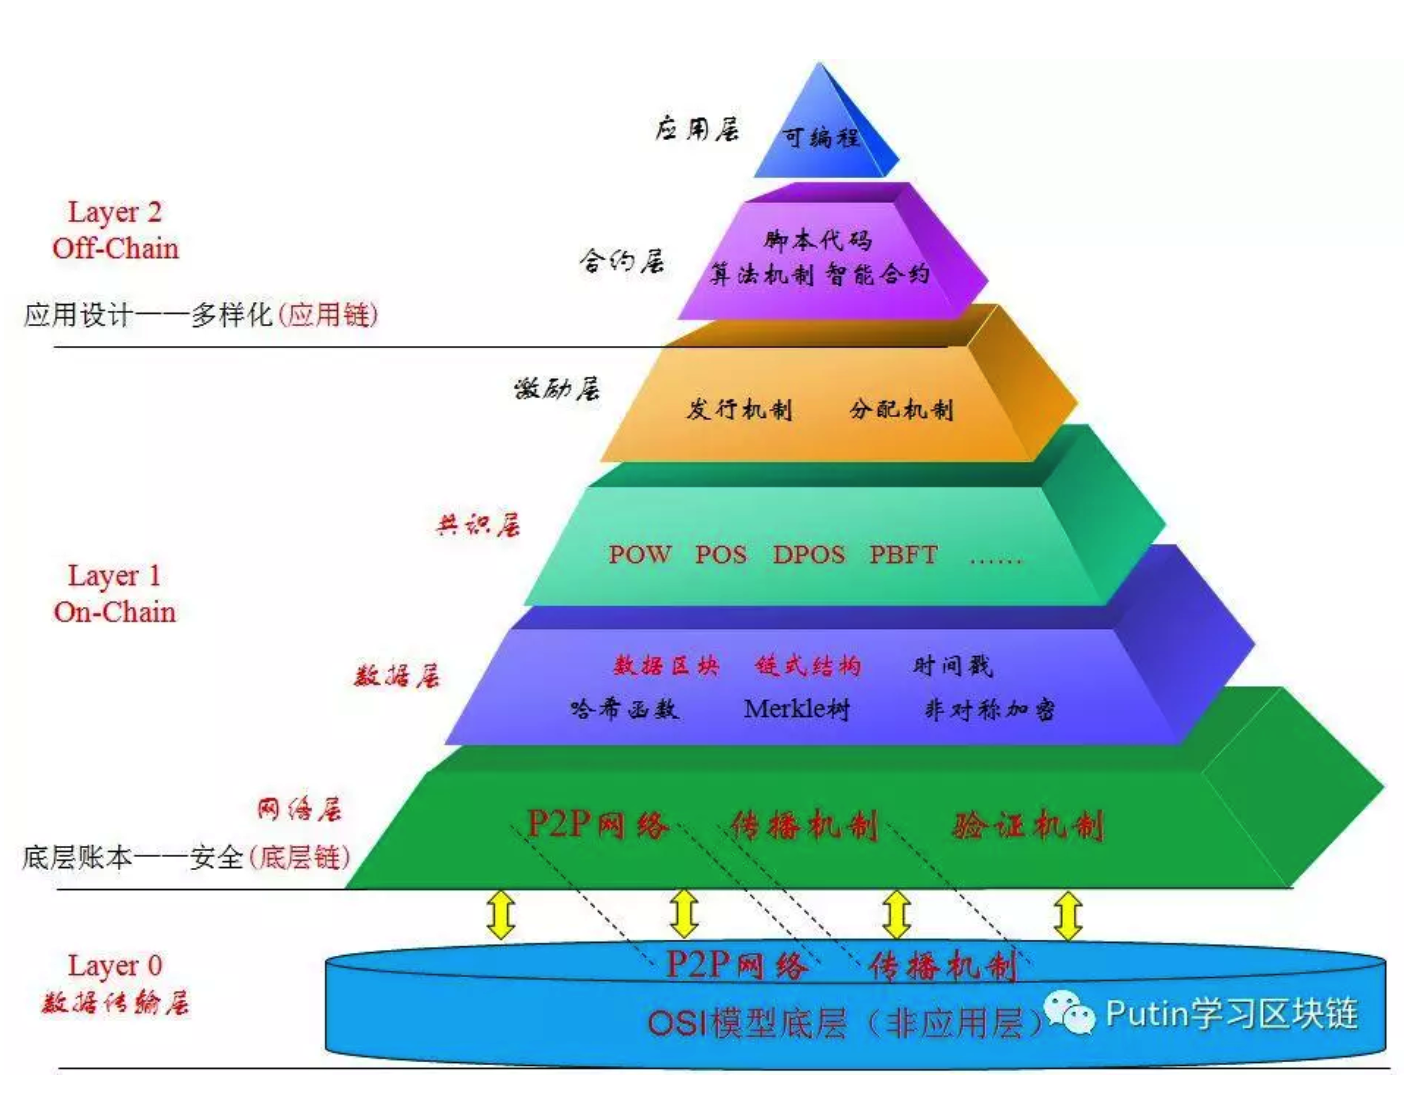 应用层
可编程
Layer 2
Off-Chain
合约层
脚本代码
算法机制 智能合约
应用设计——多样化(应用链)
激励层
发行机制 分配机制
共识层
POW POS DPOS PBFT ……
Layer 1
On-Chain
数据层
数据区块 链式结构 时间戳
哈希函数 Merkle树 非对称加密
网络层
P2P网络 传播机制 验证机制
底层账本——安全(底层链)
Layer 0
数据传输层
P2P网络 传播机制
OSI模型底层（非应用层）
Putin学习区块链